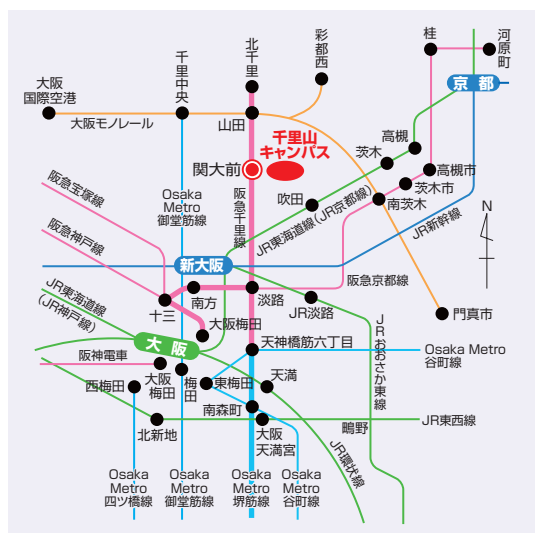 北千里
彩都西
桂
河原町
千里中央
大阪
国際空港
京都
大阪モノレール
山田
千里山
キャンパス
高槻
茨木
関大前
高槻市
茨木市
南茨木
阪急宝塚線
Osaka
Metro
御堂筋線
阪急千里線
吹田
JR東海道線(JR京都線)
JR新幹線
N
阪急神戸線
新大阪
阪急京都線
JR東海道線
(JR神戸線)
南方
淡路
十三
JR淡路
大阪梅田
門真市
JRおおさか東線
大阪
天神橋筋六丁目
Osaka Metro
谷町線
阪神電車
大阪
梅田
梅田
東梅田
天満
西梅田
南森町
北新地
大阪
天満宮
鴫野
JR東西線
JR環状線
Osaka
Metro
四ツ橋線
Osaka
Metro
御堂筋線
Osaka
Metro
堺筋線
Osaka
Metro
谷町線